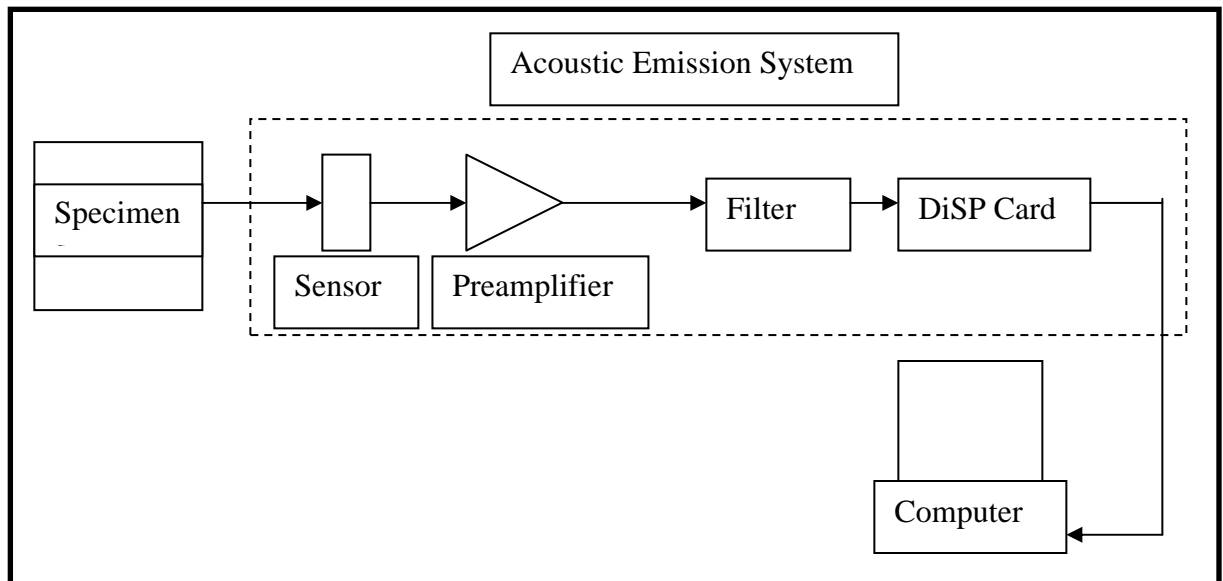 Acoustic Emission System
Specimen
Filter
DiSP Card
Sensor
Preamplifier
Computer